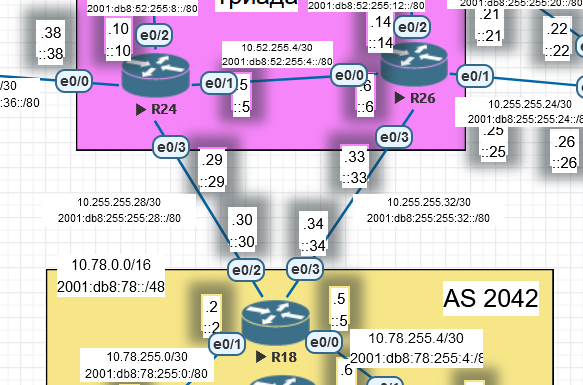 2001:db8:52:255:8::/80
Триада
2001:db8:52:255:12::/80
.38
::38
.10
::10
e0/2
.14
::14
e0/2
.21
::21
.22
::22
10.52.255.4/30
2001:db8:52:255:4::/80
e0/0
e0/1
.5
::5
e0/0
.6
::6
e0/1
/30
:36::/80
R24
R26
10.255.255.24/30
2001:db8:255:255:24::/8
e0/3
e0/3
.25
::25
.26
::26
.29
::29
.33
::33
10.255.255.28/30
2001:db8:255:255:28::/80
10.255.255.32/30
2001:db8:255:255:32::/80
.30
::30
.34
::34
10.78.0.0/16
2001:db8:78::/48
e0/2
e0/3
AS 2042
.2
::2
.5
::5
e0/1
R18
e0/0
10.78.255.4/30
2001:db8:78:255:4:/8
10.78.255.0/30
2001:db8:78:255:0:/80
.6